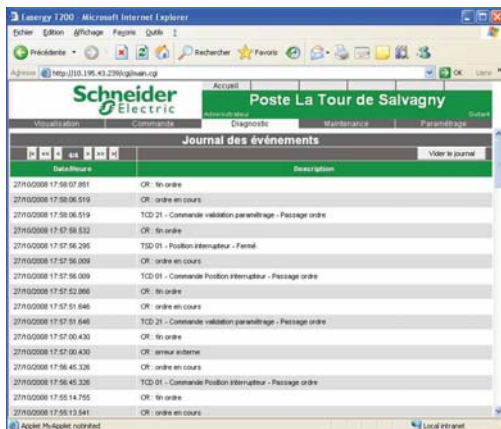 Easergy T200 - Microsoft Internet Explorer
Fichier Edition Affichage Favoris Outils ?
Précédente Rechercher Favoris
Adresse http://10.195.43.239/cgi/main.cgi OK Liens
Accueil
Schneider Electric
Poste La Tour de Salvagny
Administrateur
Visualisation Commande Diagnostic Maintenance Paramétrage
Journal des événements
|< << < 4/4 > >> >| Vider le journal
Date/Heure Description
27/10/2008 17:58:07.851 CR : fin ordre
27/10/2008 17:58:06.519 CR : ordre en cours
27/10/2008 17:58:06.519 TCD 21 - Commande validation paramétrage - Passage ordre
27/10/2008 17:57:58.532 CR : fin ordre
27/10/2008 17:57:56.295 TSD 01 - Position interrupteur - Fermé
27/10/2008 17:57:56.009 CR : ordre en cours
27/10/2008 17:57:56.009 TCD 01 - Commande Position interrupteur - Passage ordre
27/10/2008 17:57:52.866 CR : fin ordre
27/10/2008 17:57:51.646 CR : ordre en cours
27/10/2008 17:57:51.646 TCD 21 - Commande validation paramétrage - Passage ordre
27/10/2008 17:57:00.430 CR : fin ordre
27/10/2008 17:57:00.430 CR : erreur externe
27/10/2008 17:56:45.326 CR : ordre en cours
27/10/2008 17:56:45.326 TCD 01 - Commande Position interrupteur - Passage ordre
27/10/2008 17:55:14.755 CR : fin ordre
27/10/2008 17:55:13.541 CR : ordre en cours
Applet MyApplet notinited Local intranet